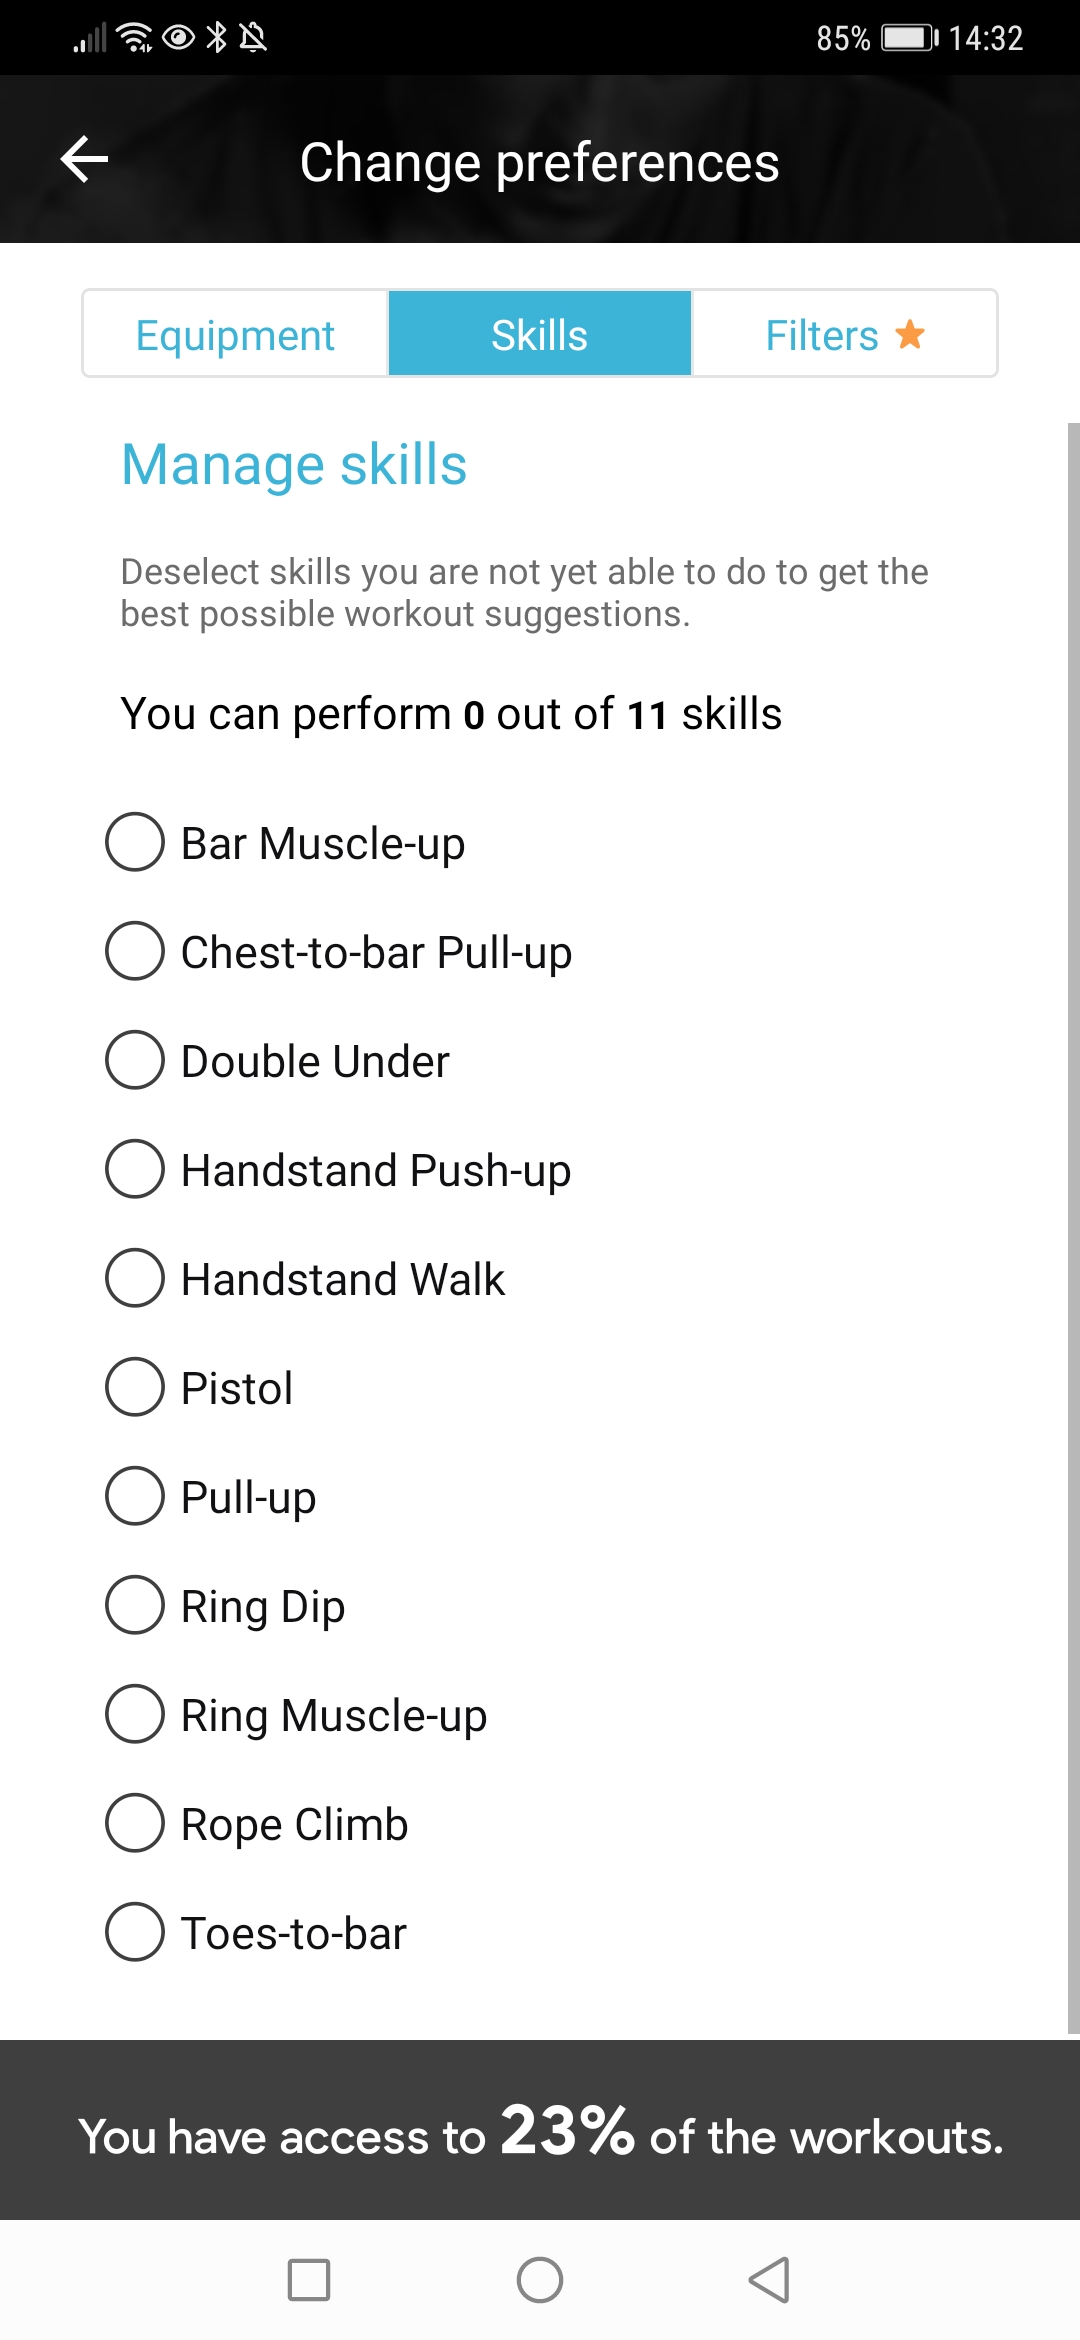 85% 14:32
Change preferences
Equipment Skills Filters
Manage skills
Deselect skills you are not yet able to do to get the
best possible workout suggestions.
You can perform 0 out of 11 skills
Bar Muscle-up
Chest-to-bar Pull-up
Double Under
Handstand Push-up
Handstand Walk
Pistol
Pull-up
Ring Dip
Ring Muscle-up
Rope Climb
Toes-to-bar
You have access to 23% of the workouts.